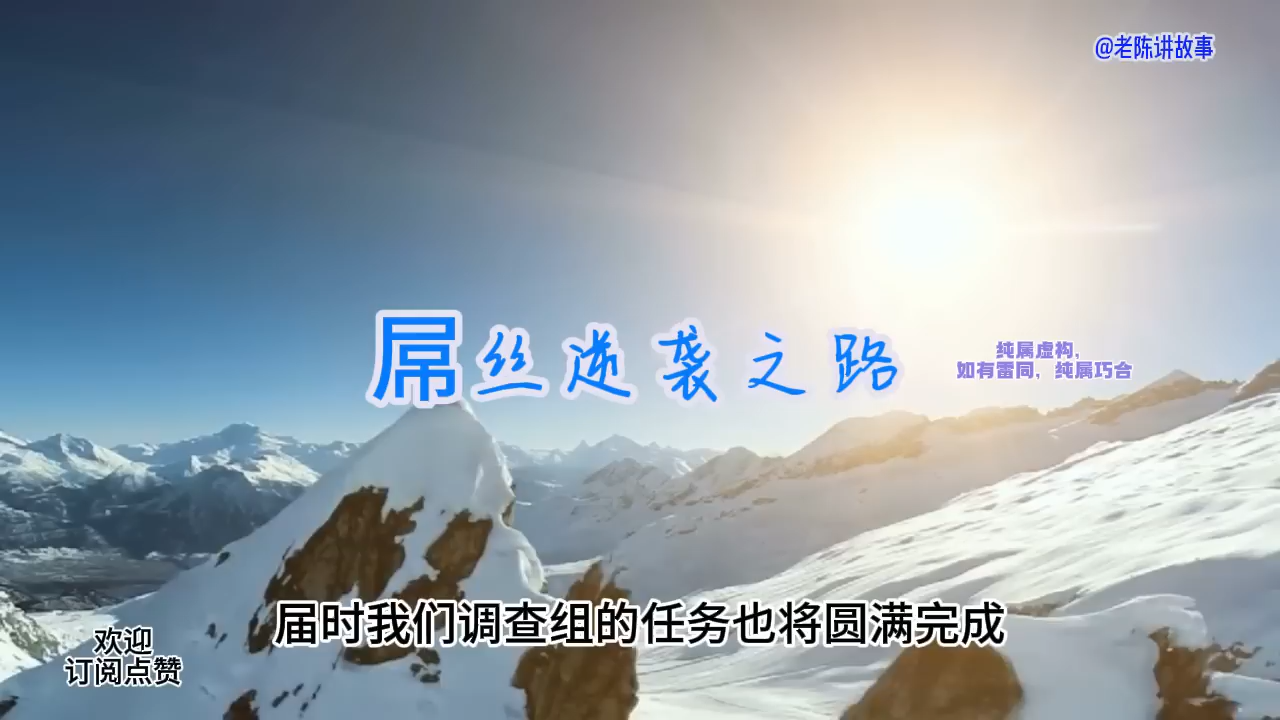 @老陈讲故事
屌丝逆袭之路
纯属虚构，
如有雷同，纯属巧合
届时我们调查组的任务也将圆满完成
欢迎
订阅点赞